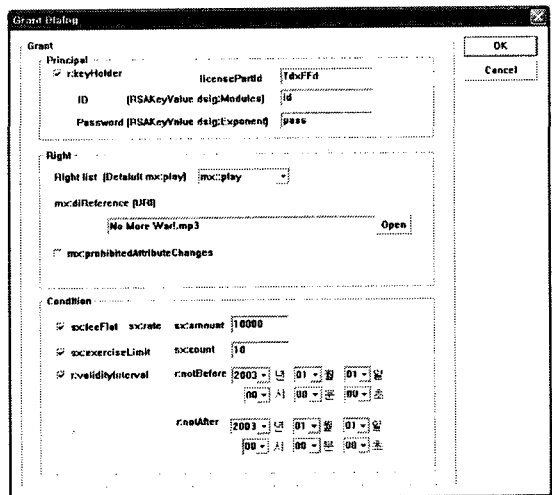 Grant Dialog
OK
Cancel
Grant
Principal
r:keyHolder licensePartId TdxFFd
ID (RSAKeyValue dsig:Modules) id
Password (RSAKeyValue dsig:Exponent) pass
Right
Right list (Detalult mx:play) mx::play
mx:diReference (URI)
No More War!.mp3 Open
mx:prohibitedAttributeChanges
Condition
sx:feeFlat sx:rate sx:amount 10000
sx:exerciseLimit sx:count 10
r:validityInterval r:notBefore 2003 년 01 월 01 일
00 시 00 분 00 초
r:notAfter 2003 년 01 월 01 일
00 시 00 분 00 초